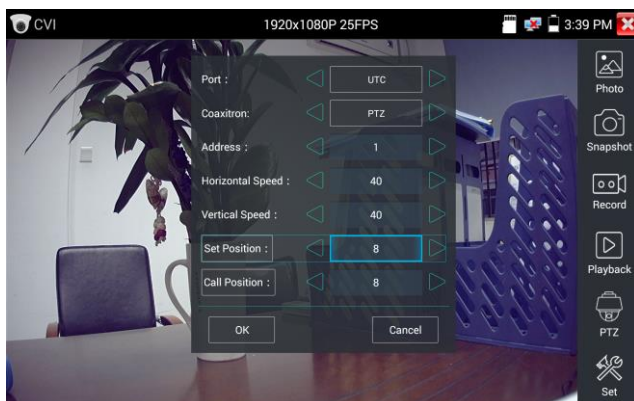 CVI 1920x1080P 25FPS 3:39 PM
Port : UTC
Photo
Coaxitron: PTZ
Address : 1
Snapshot
Horizontal Speed : 40
Record
Vertical Speed : 40
Set Position : 8
Playback
Call Position : 8
OK Cancel
PTZ
Set